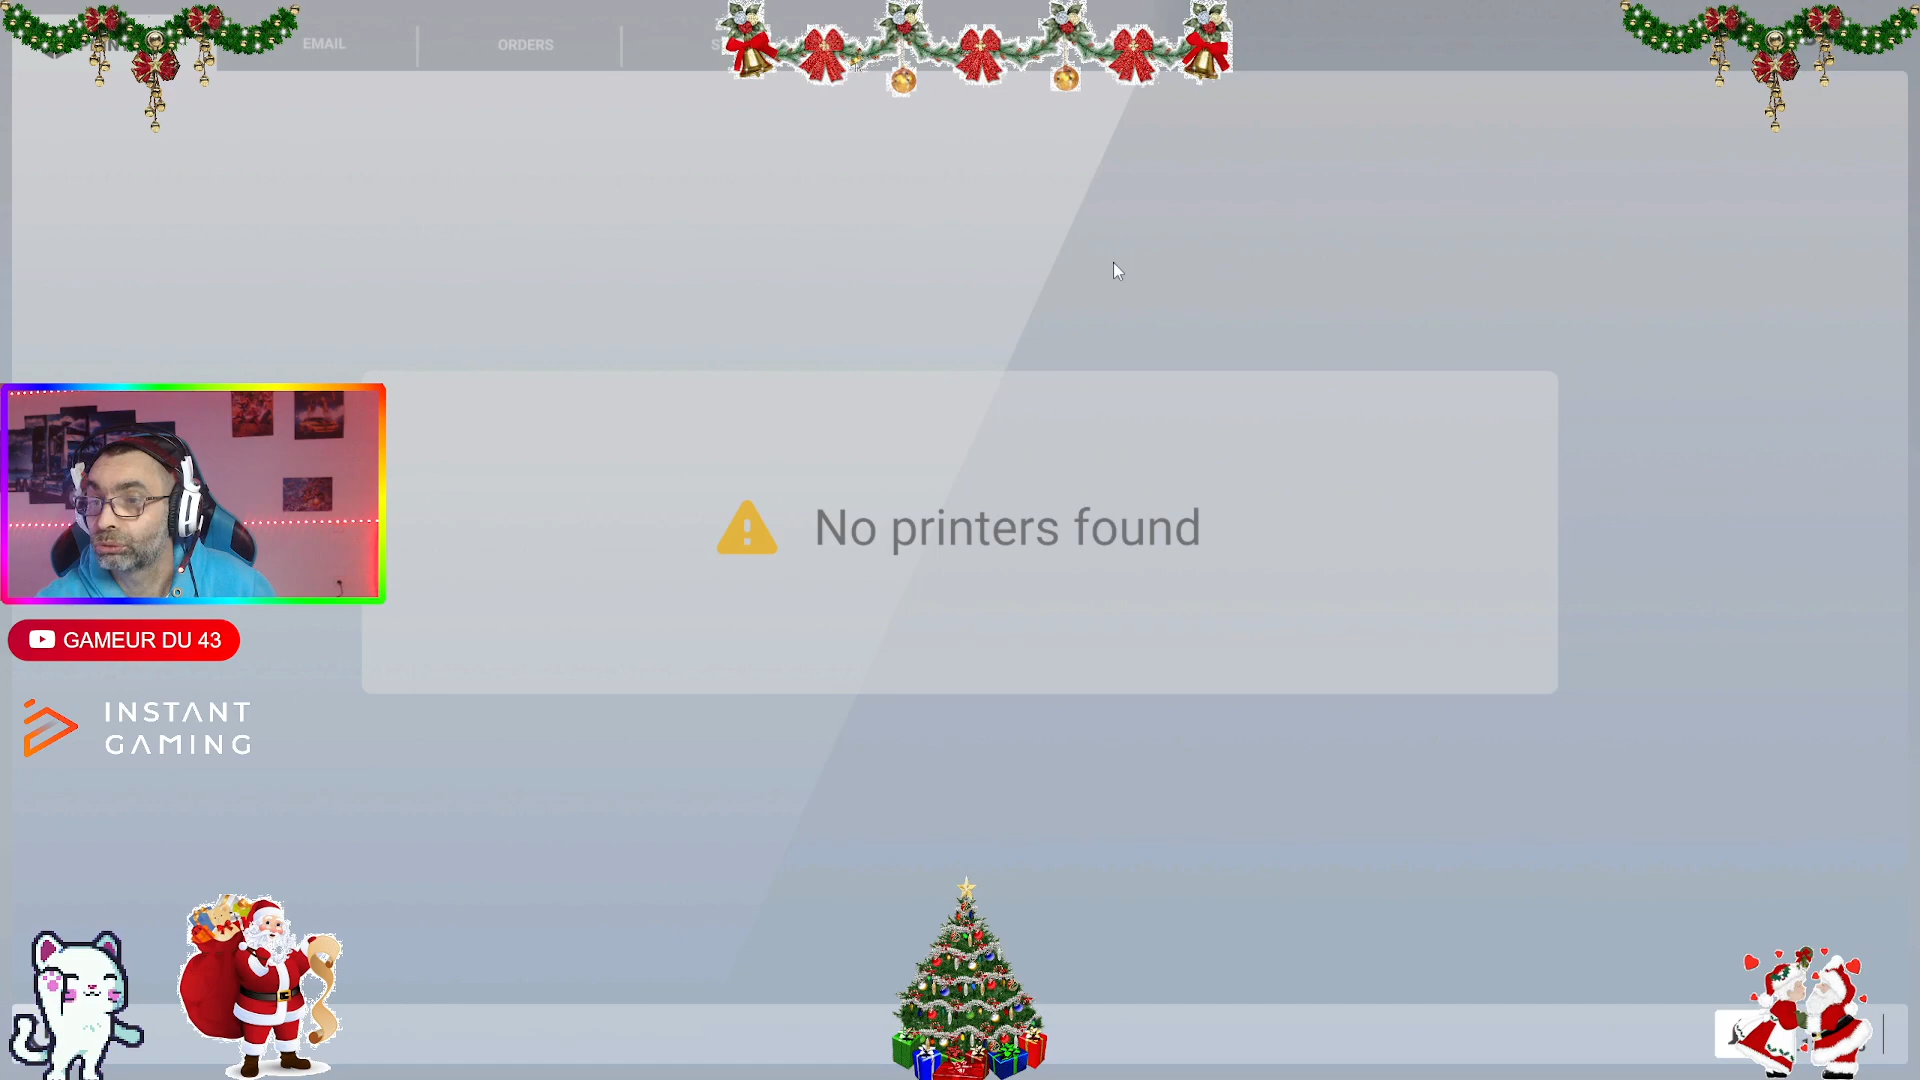 EMAIL
ORDERS
No printers found
GAMEUR DU 43
INSTANT
GAMING